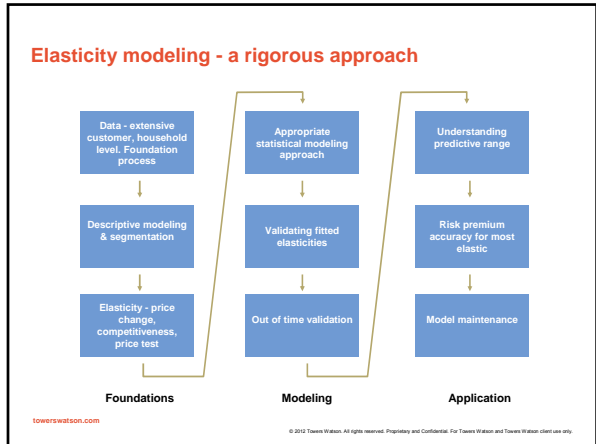 Elasticity modeling - a rigorous approach
Data - extensive
customer, household
level. Foundation
process
Descriptive modeling
& segmentation
Elasticity - price
change,
competitiveness,
price test
Foundations
Appropriate
statistical modeling
approach
Validating fitted
elasticities
Out of time validation
Modeling
Understanding
predictive range
Risk premium
accuracy for most
elastic
Model maintenance
Application
towerswatson.com
© 2012 Towers Watson. All rights reserved. Proprietary and Confidential. For Towers Watson and Towers Watson client use only.